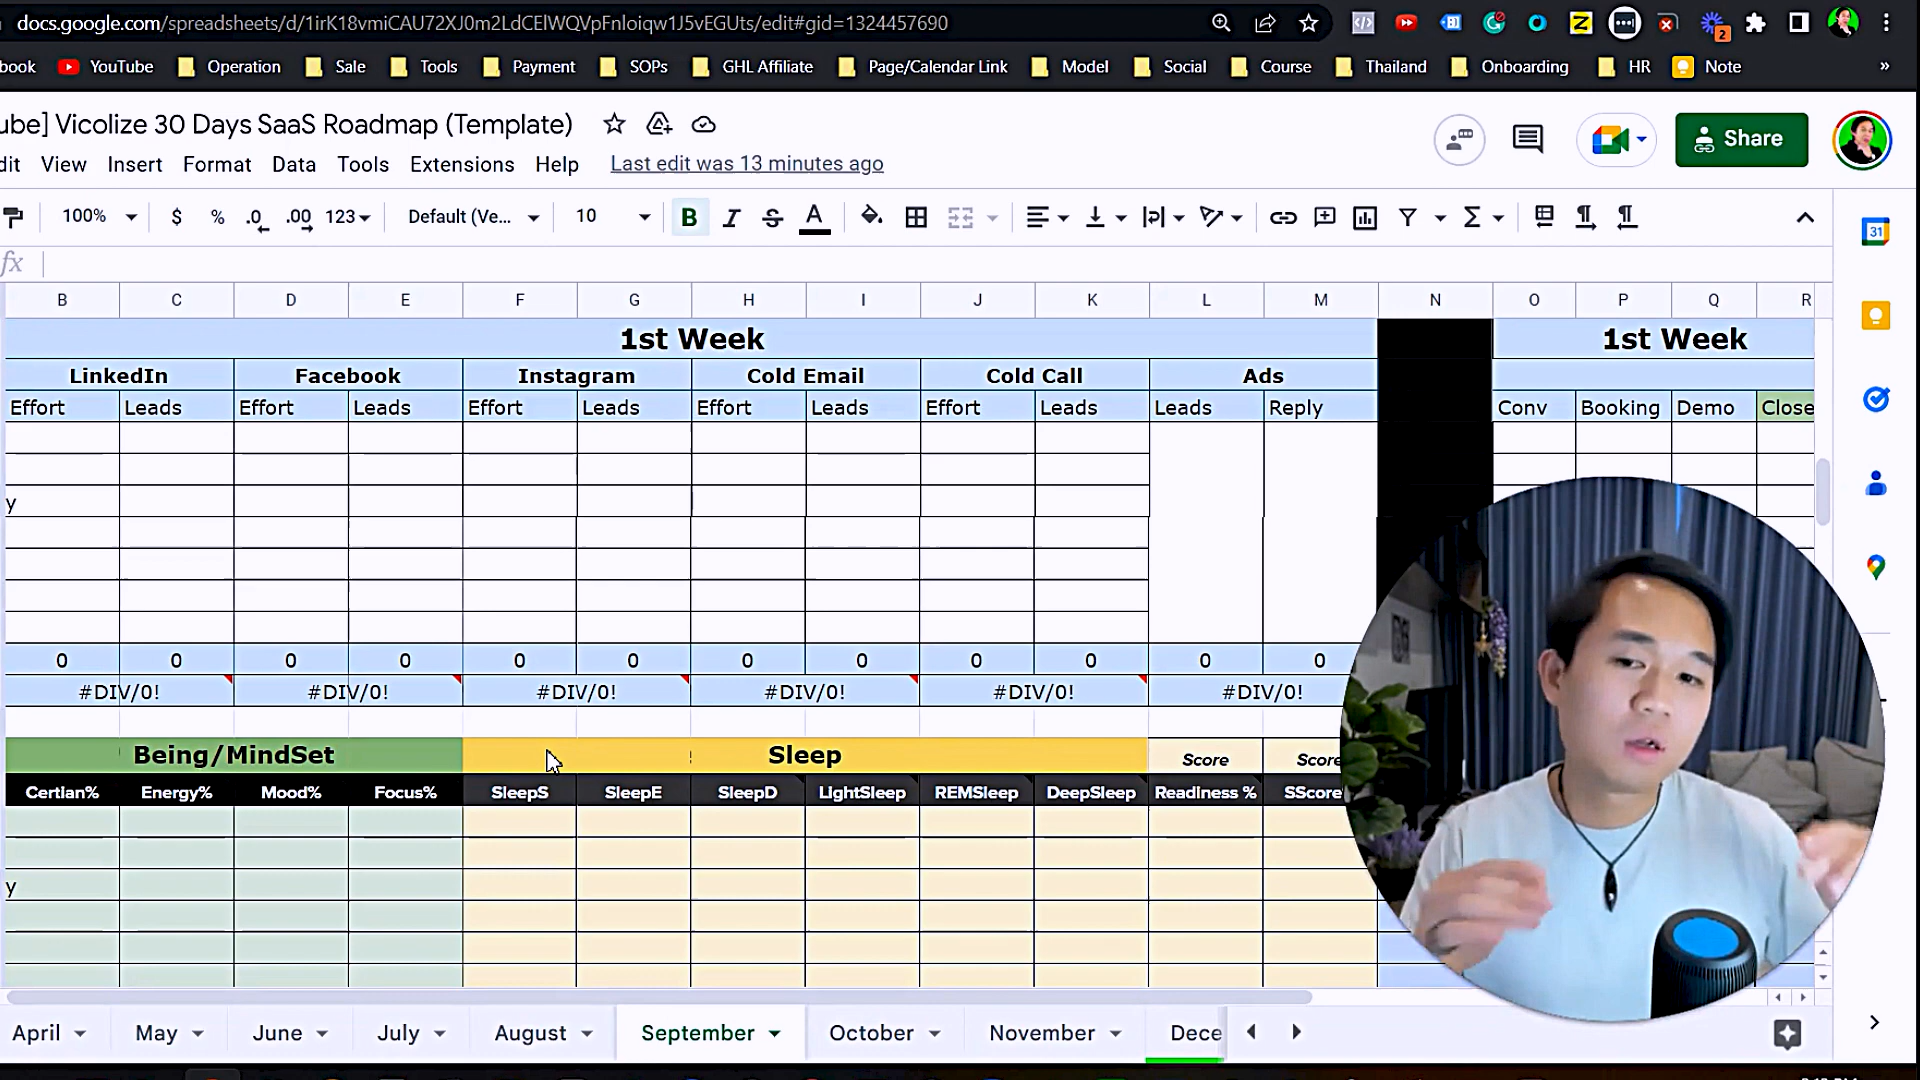 docs.google.com/spreadsheets/d/1irK18vmiCAU72XJ0m2LdCElWQVpFnloiqw1J5vEGUts/edit#gid=1324457690
book YouTube Operation Sale Tools Payment SOPs GHL Affiliate Page/Calendar Link Model Social Course Thailand Onboarding HR Note »
ube] Vicolize 30 Days SaaS Roadmap (Template)
Share
dit View Insert Format Data Tools Extensions Help Last edit was 13 minutes ago
100% $ % .0 .00 123 Default (Ve... 10 B I S A
fx
B C D E F G H I J K L M N O P Q R
1st Week 1st Week
LinkedIn Facebook Instagram Cold Email Cold Call Ads
Effort Leads Effort Leads Effort Leads Effort Leads Effort Leads Leads Reply Conv Booking Demo Close
y
0 0 0 0 0 0 0 0 0 0 0 0
#DIV/0! #DIV/0! #DIV/0! #DIV/0! #DIV/0! #DIV/0!
Being/MindSet Sleep Score Score
Certian% Energy% Mood% Focus% SleepS SleepE SleepD LightSleep REMSleep DeepSleep Readiness % SScore
y
April May June July August September October November Dece